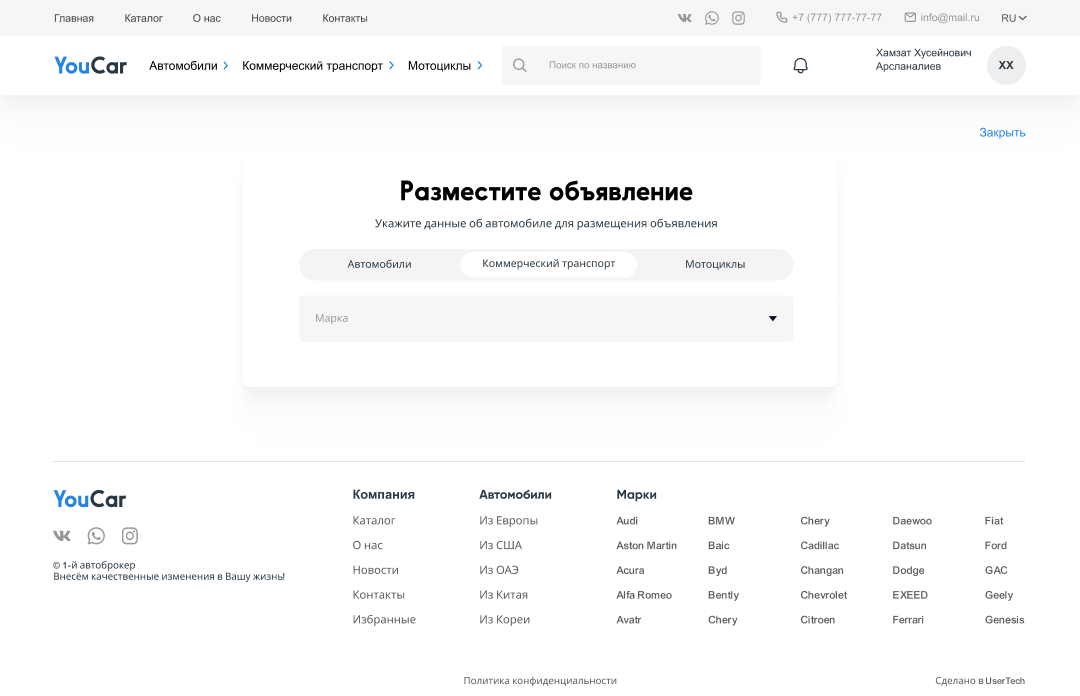 Главная Каталог О нас Новости Контакты +7 (777) 777-77-77 info@mail.ru RU
YouCar Автомобили Коммерческий транспорт Мотоциклы Поиск по названию Хамзат Хусейнович
Арсланалиев
XX
Закрыть
Разместите объявление
Укажите данные об автомобиле для размещения объявления
Автомобили Коммерческий транспорт Мотоциклы
Марка
YouCar
© 1-й автоброкер
Внесём качественные изменения в Вашу жизнь!
Компания
Каталог
О нас
Новости
Контакты
Избранные
Автомобили
Из Европы
Из США
Из ОАЭ
Из Китая
Из Кореи
Марки
Audi BMW Chery Daewoo Fiat
Aston Martin Baic Cadillac Datsun Ford
Acura Byd Changan Dodge GAC
Alfa Romeo Bently Chevrolet EXEED Geely
Avatr Chery Citroen Ferrari Genesis
Политика конфиденциальности Сделано в UserTech